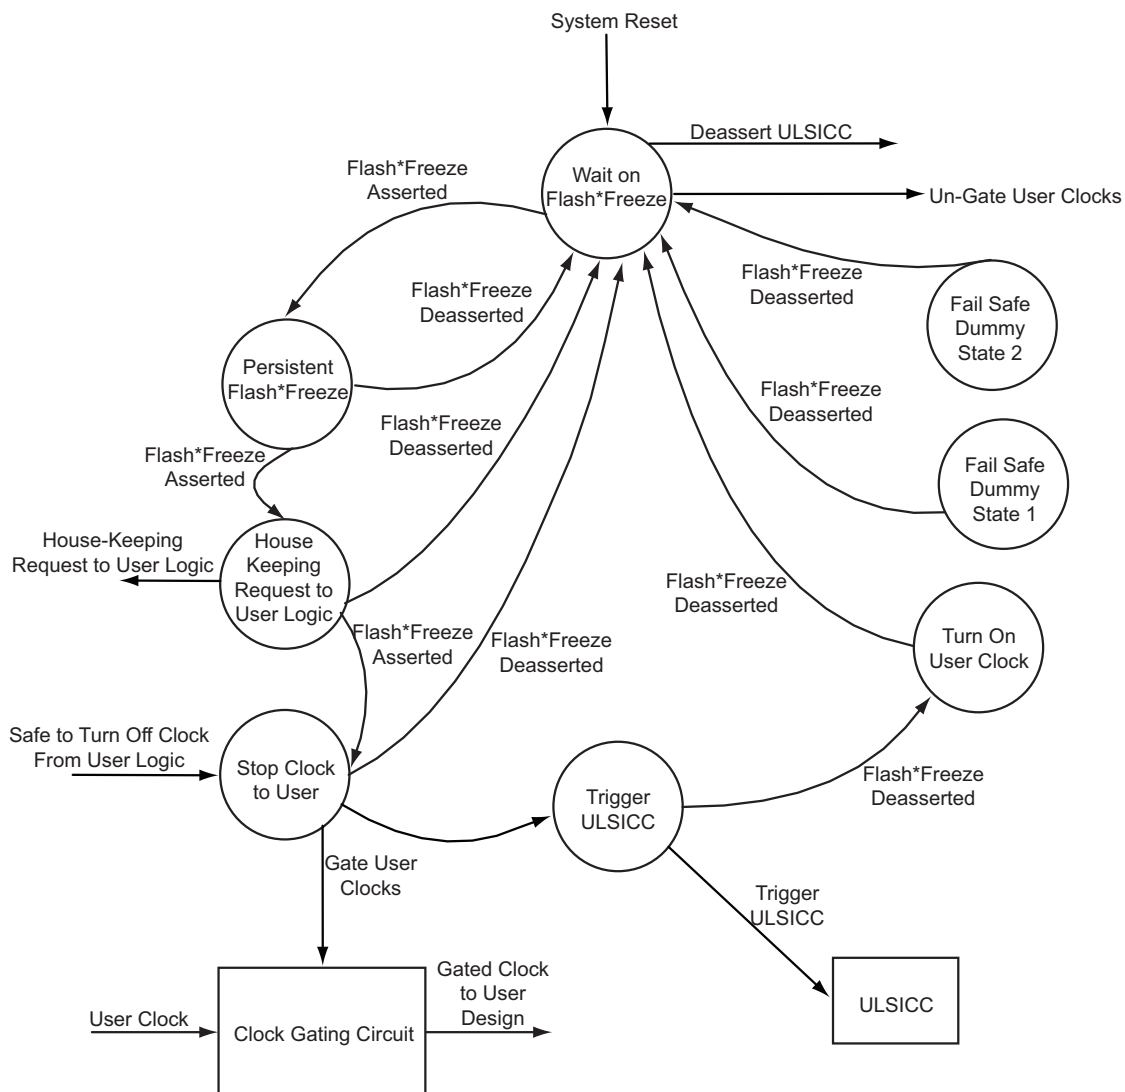 System Reset
Deassert ULSICC
Wait on
Flash*Freeze
Un-Gate User Clocks
Flash*Freeze
Asserted
Flash*Freeze
Deasserted
Flash*Freeze
Deasserted
Fail Safe
Dummy
State 2
Persistent
Flash*Freeze
Flash*Freeze
Deasserted
Flash*Freeze
Deasserted
Flash*Freeze
Asserted
Fail Safe
Dummy
State 1
House-Keeping
Request to User Logic
House
Keeping
Request to
User Logic
Flash*Freeze
Deasserted
Flash*Freeze
Asserted
Flash*Freeze
Deasserted
Turn On
User Clock
Safe to Turn Off Clock
From User Logic
Stop Clock
to User
Trigger
ULSICC
Flash*Freeze
Deasserted
Gate User
Clocks
Trigger
ULSICC
Gated Clock
to User
Design
User Clock
Clock Gating Circuit
ULSICC